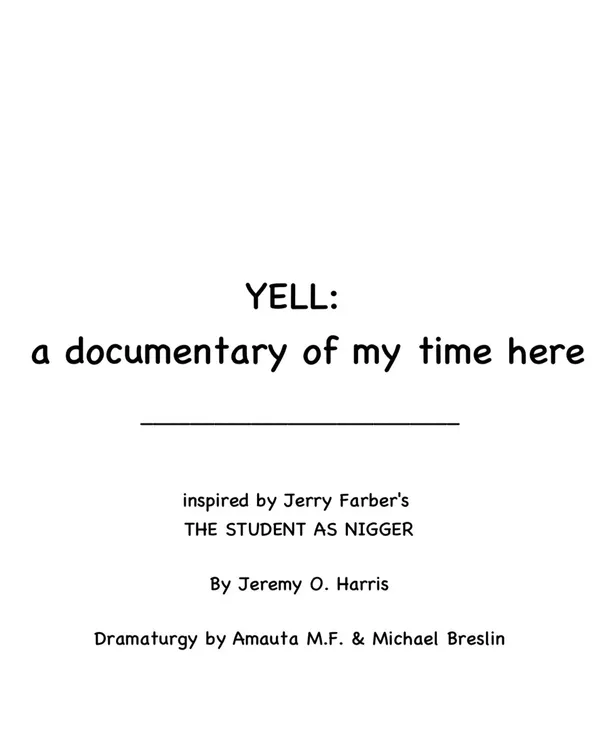 YELL:
a documentary of my time here
inspired by Jerry Farber's
THE STUDENT AS NIGGER
By Jeremy O. Harris
Dramaturgy by Amauta M.F. & Michael Breslin